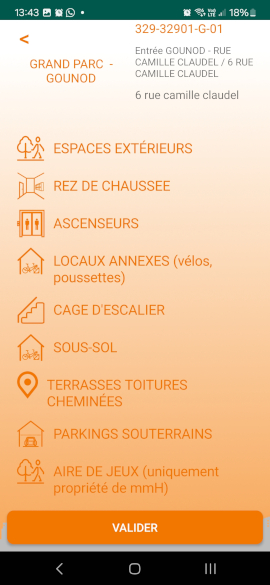 13:43
18%
329-32901-G-01
GRAND PARC -
GOUNOD
Entrée GOUNOD - RUE
CAMILLE CLAUDEL / 6 RUE
CAMILLE CLAUDEL
6 rue camille claudel
ESPACES EXTÉRIEURS
REZ DE CHAUSSEE
ASCENSEURS
LOCAUX ANNEXES (vélos,
poussettes)
CAGE D'ESCALIER
SOUS-SOL
TERRASSES TOITURES
CHEMINÉES
PARKINGS SOUTERRAINS
AIRE DE JEUX (uniquement
propriété de mmH)
VALIDER